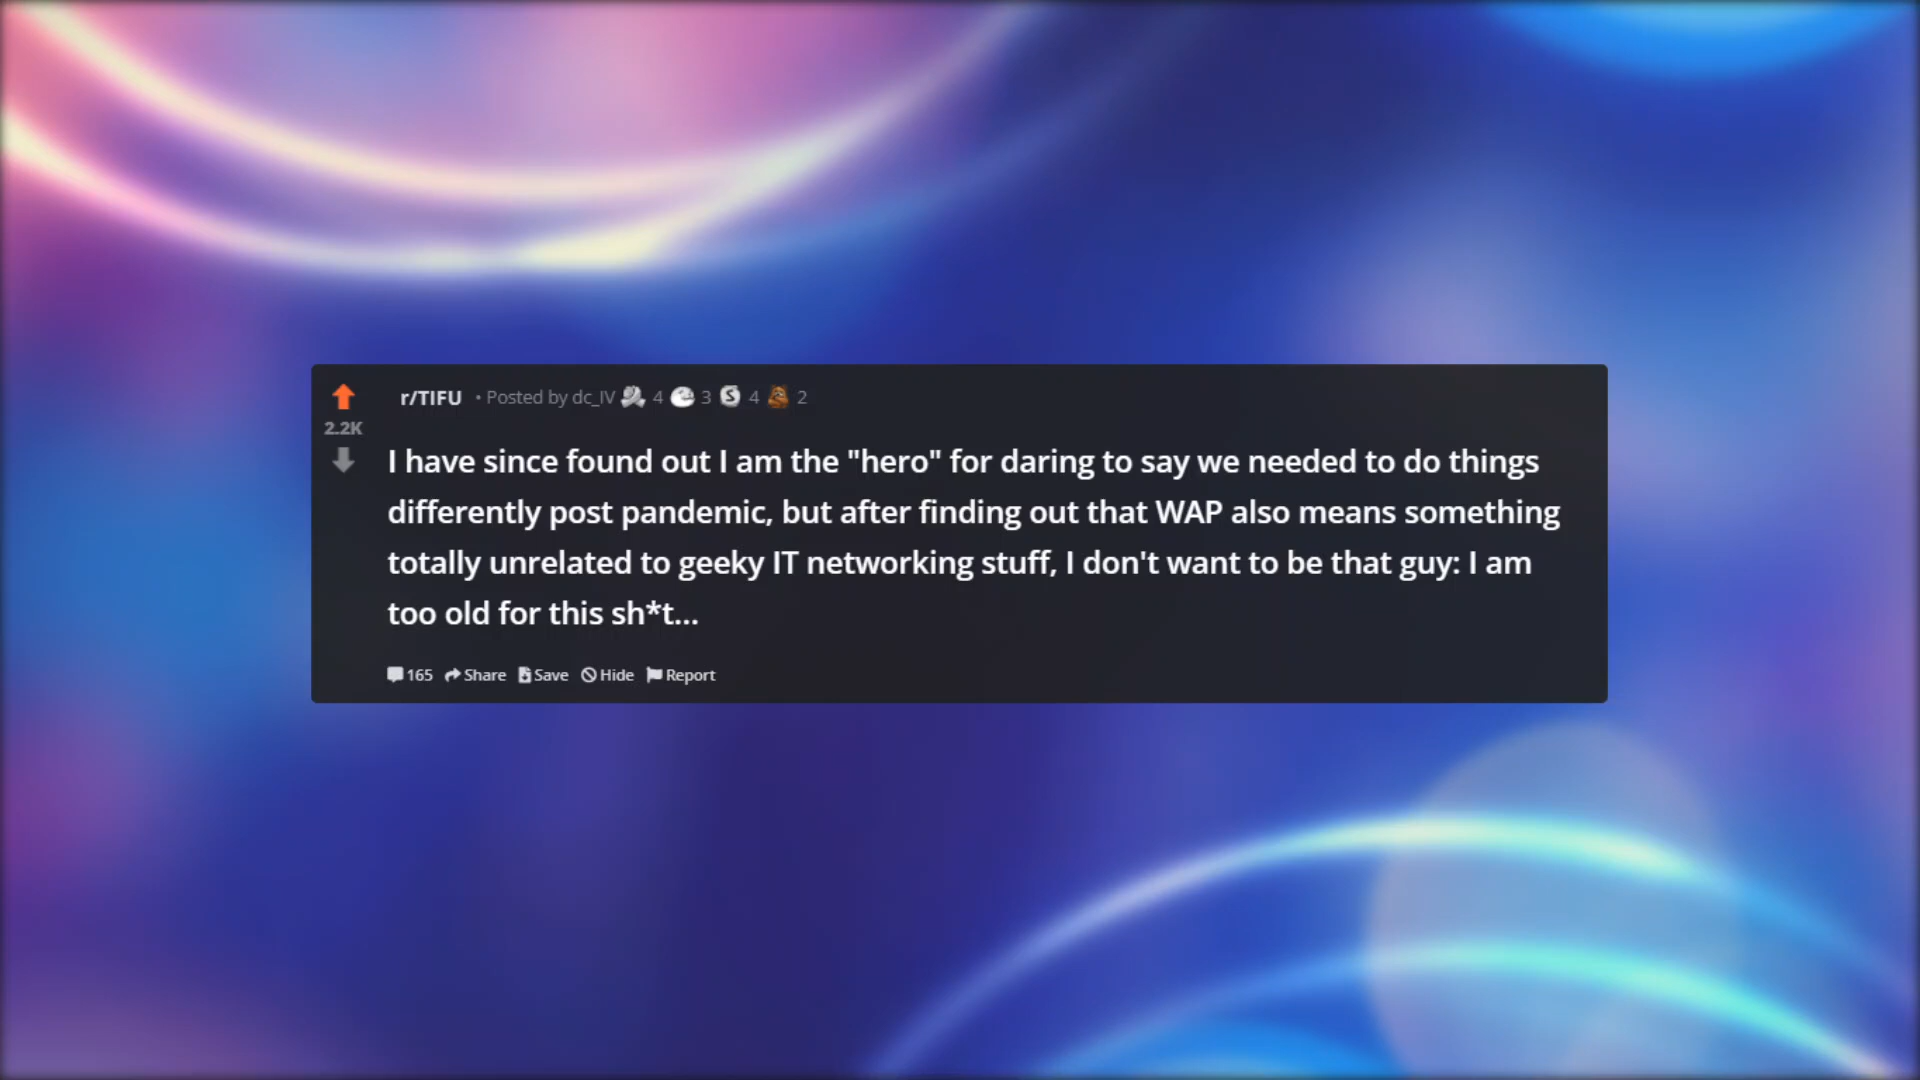 r/TIFU • Posted by dc_IV 4 3 S 4 2
2.2K
I have since found out I am the "hero" for daring to say we needed to do things
differently post pandemic, but after finding out that WAP also means something
totally unrelated to geeky IT networking stuff, I don't want to be that guy: I am
too old for this sh*t...
165 Share Save Hide Report